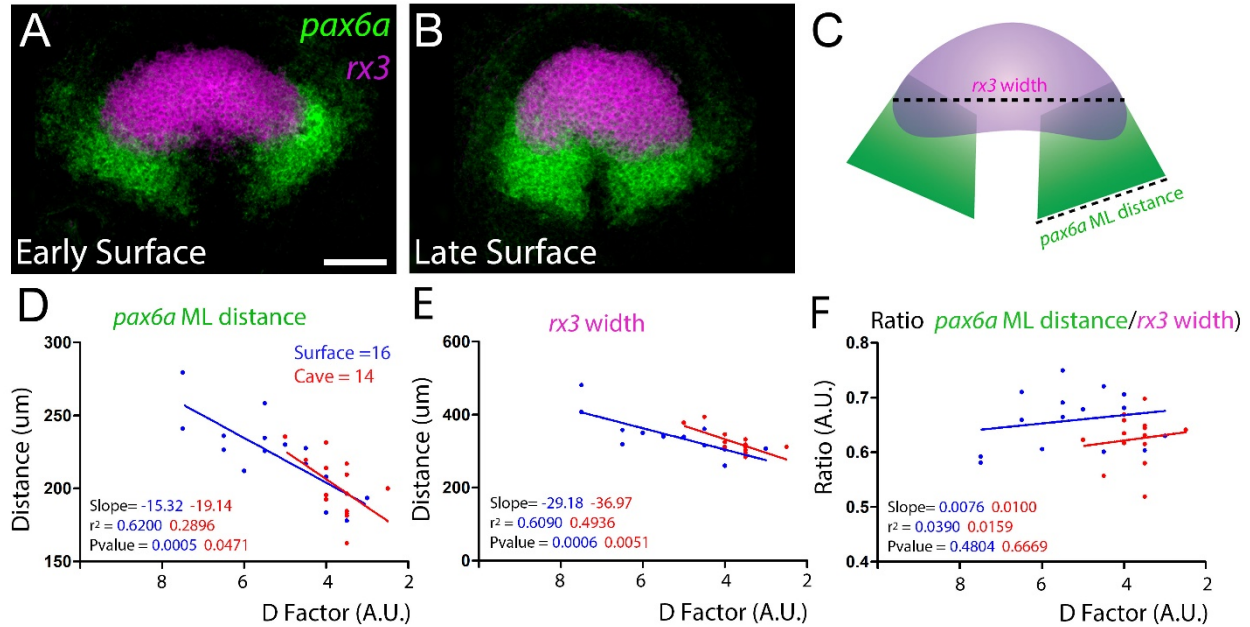 A
pax6a
rx3
Early Surface
B
Late Surface
C
rx3 width
pax6a ML distance
D
pax6a ML distance
Surface =16
Cave = 14
Distance (um)
300
250
200
150
Slope= -15.32 -19.14
r² = 0.6200 0.2896
Pvalue = 0.0005 0.0471
8 6 4 2
D Factor (A.U.)
E
rx3 width
Distance (um)
600
400
200
0
Slope= -29.18 -36.97
r² = 0.6090 0.4936
Pvalue = 0.0006 0.0051
8 6 4 2
D Factor (A.U.)
F
Ratio pax6a ML distance/rx3 width)
Ratio (A.U.)
0.8
0.7
0.6
0.5
0.4
Slope= 0.0076 0.0100
r² = 0.0390 0.0159
Pvalue = 0.4804 0.6669
8 6 4 2
D Factor (A.U.)